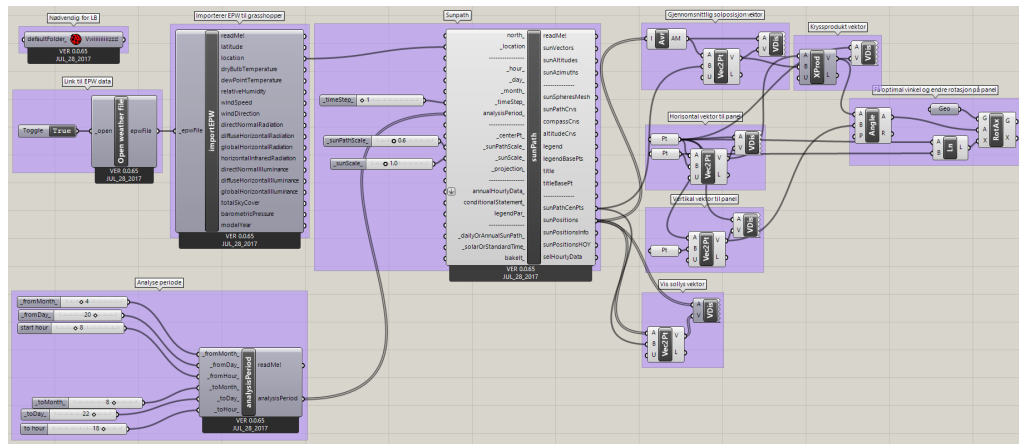 Nødvendig for LB
defaultFolder_
VER 0.0.65
JUL_28_2017
Link til EPW data
Toggle True
_open
Open weather file
epwFile
Importerer EPW til grasshopper
_epwFile
importEPW
readMe!
latitude
location
dryBulbTemperature
dewPointTemperature
relativeHumidity
windSpeed
windDirection
directNormalRadiation
diffuseHorizontalRadiation
globalHorizontalRadiation
horizontalInfraredRadiation
directNormalIlluminance
diffuseHorizontalIlluminance
globalHorizontalIlluminance
totalSkyCover
barometricPressure
modelYear
VER 0.0.65
JUL_28_2017
Sunpath
_timeStep_ 1
_sunPathScale_ 0.6
_sunScale_ 1.0
north_
_location
---------------
_hour_
_day_
_month_
_timeStep_
analysisPeriod_
---------------
_centerPt_
_sunPathScale_
_sunScale_
_projection_
---------------
annualHourlyData_
conditionalStatement_
legendPar_
---------------
_dailyOrAnnualSunPath_
_solarOrStandardTime_
bakeIt_
sunPath
readMe!
sunVectors
sunAltitudes
sunAzimuths
---------------
sunSpheresMesh
sunPathCrvs
compassCrvs
altitudeCrvs
legend
legendBasePts
title
titleBasePt
---------------
sunPathCenPts
sunPositions
sunPositionsInfo
sunPositionsHOY
selHourlyData
VER 0.0.65
JUL_28_2017
Gjennomsnittlig solposisjon vektor
Avr AM
A
B
U
Vec2Pt
V
L
A
V
VDis
Kryssprodukt vektor
A
B
U
XProd
V
L
A
V
VDis
Horisontal vektor til panel
Pt
Pt
A
B
U
Vec2Pt
V
L
A
V
VDis
Vertikal vektor til panel
Pt
A
B
U
Vec2Pt
V
L
A
V
VDis
Vis sollys vektor
A
B
U
Vec2Pt
V
L
A
V
VDis
Få optimal vinkel og endre rotasjon på panel
A
B
P
Angle
A
R
Geo
A
B
Ln
L
G
A
X
RotAx
G
X
Analyse periode
_fromMonth_ 4
_fromDay_ 20
start hour 8
_toMonth_ 8
_toDay_ 22
to hour 18
_fromMonth_
_fromDay_
_fromHour_
_toMonth_
_toDay_
_toHour_
analysisPeriod
readMe!
analysisPeriod
VER 0.0.65
JUL_28_2017